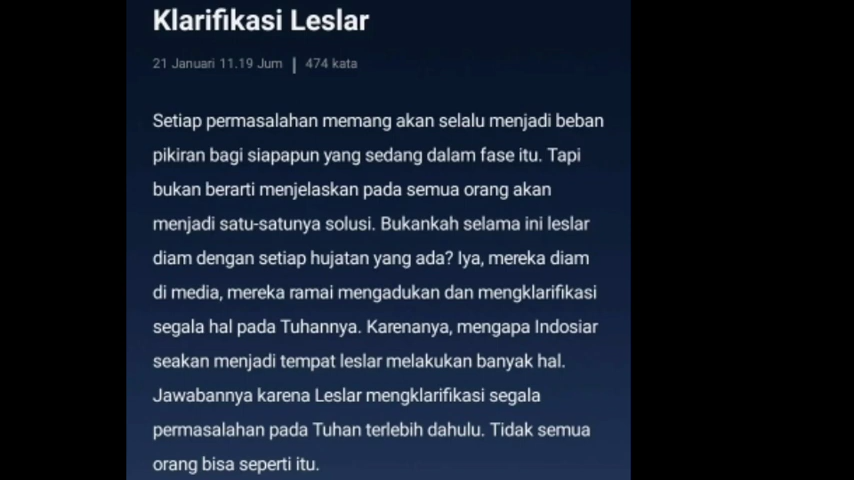 Klarifikasi Leslar
21 Januari 11.19 Jum | 474 kata
Setiap permasalahan memang akan selalu menjadi beban
pikiran bagi siapapun yang sedang dalam fase itu. Tapi
bukan berarti menjelaskan pada semua orang akan
menjadi satu-satunya solusi. Bukankah selama ini leslar
diam dengan setiap hujatan yang ada? Iya, mereka diam
di media, mereka ramai mengadukan dan mengklarifikasi
segala hal pada Tuhannya. Karenanya, mengapa Indosiar
seakan menjadi tempat leslar melakukan banyak hal.
Jawabannya karena Leslar mengklarifikasi segala
permasalahan pada Tuhan terlebih dahulu. Tidak semua
orang bisa seperti itu.